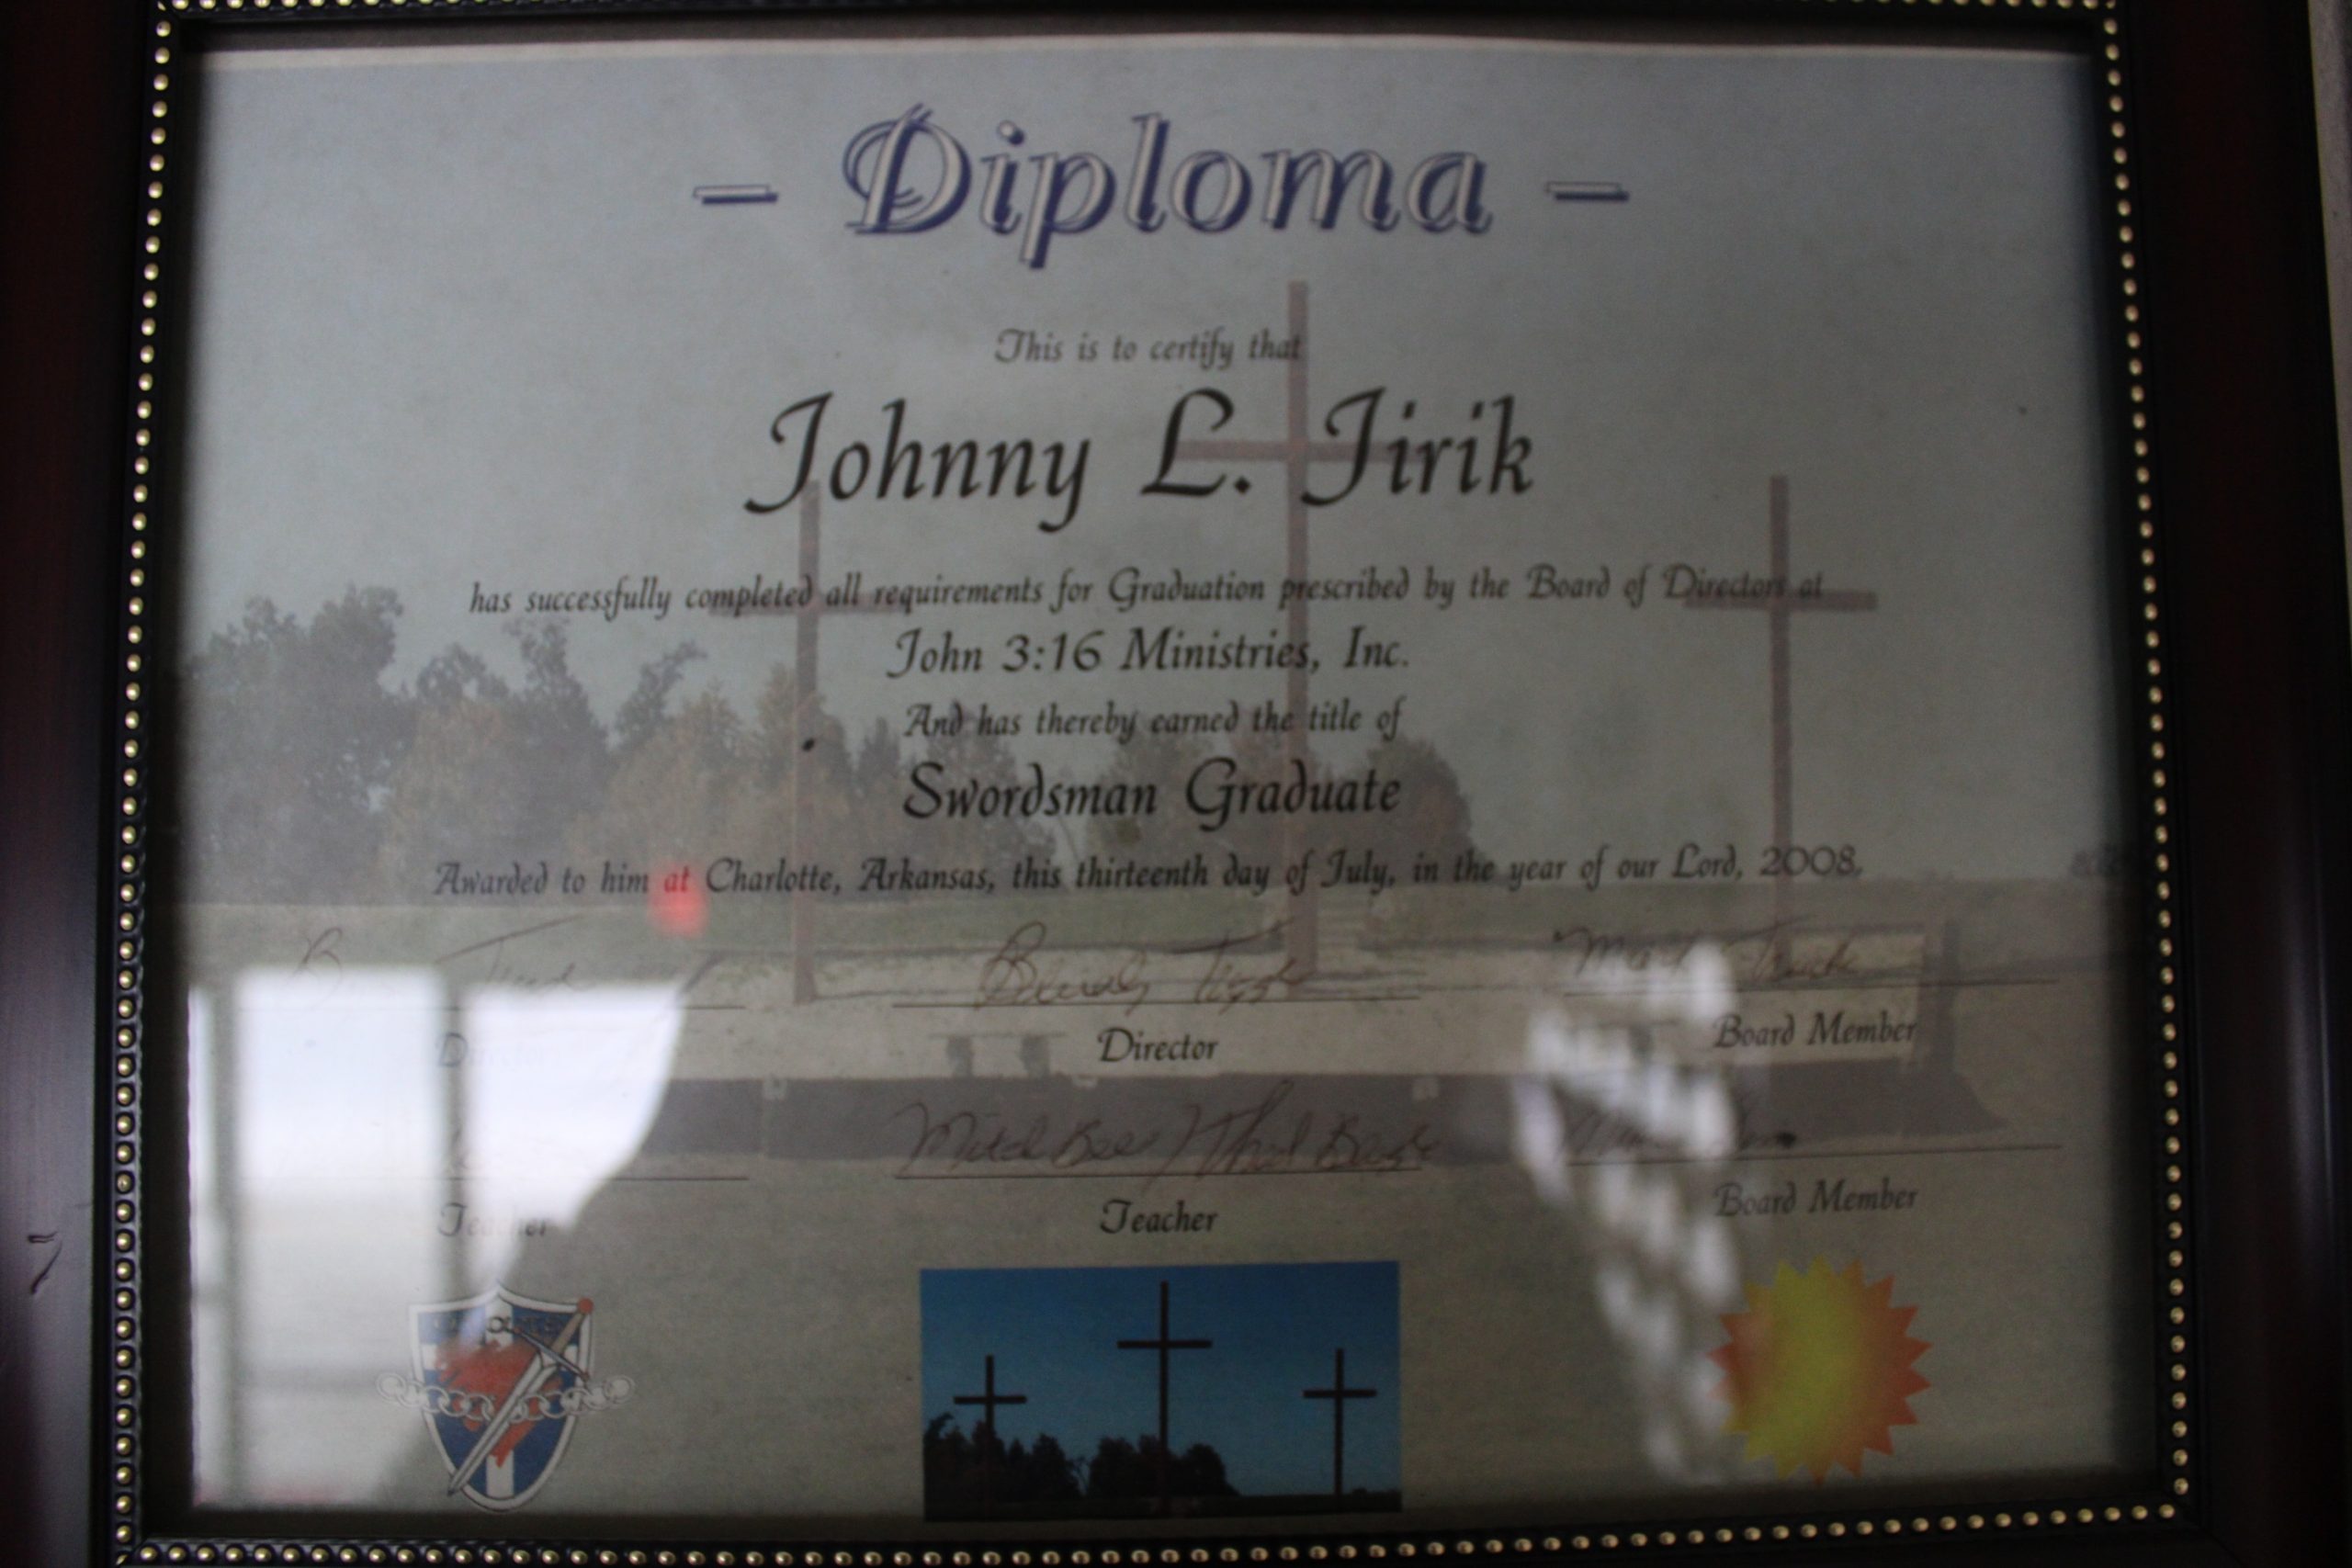 – Diploma –
This is to certify that
Johnny L. Jirik
has successfully completed all requirements for Graduation prescribed by the Board of Directors at
John 3:16 Ministries, Inc.
And has thereby earned the title of
Swordsman Graduate
Awarded to him at Charlotte, Arkansas, this thirteenth day of July, in the year of our Lord, 2008.
Director Director Board Member
Teacher Teacher Board Member